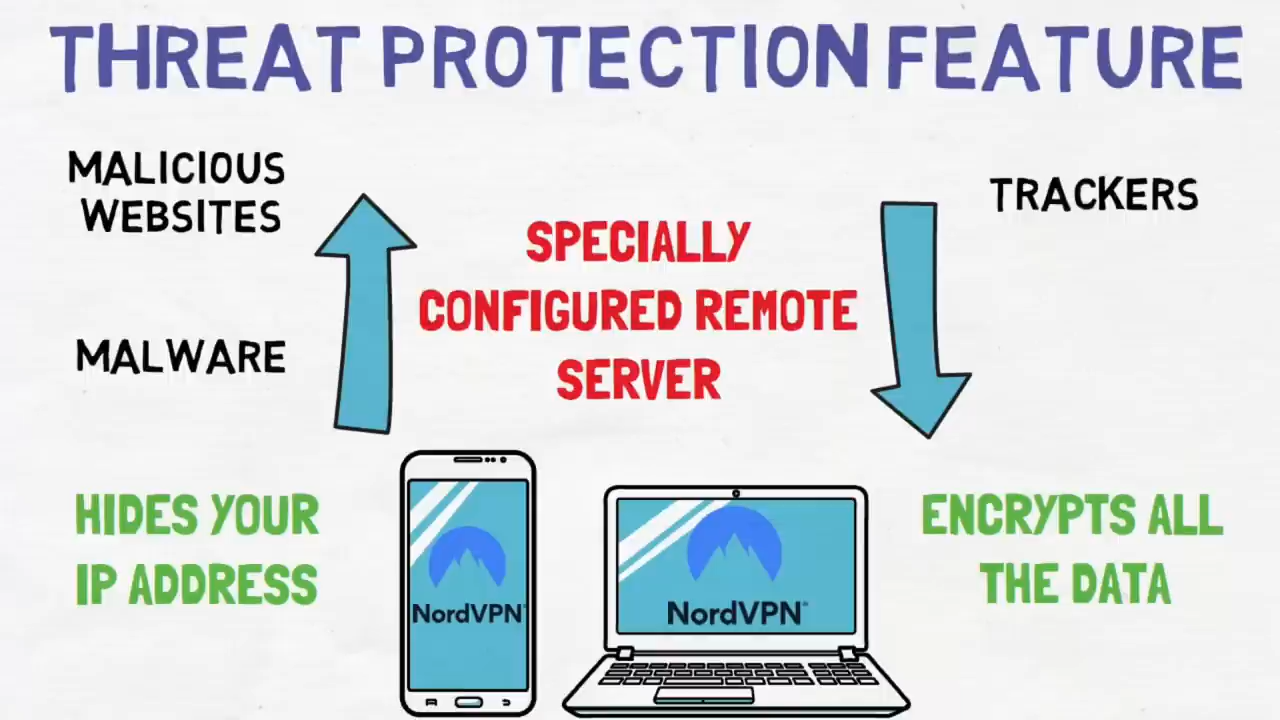 THREAT PROTECTION FEATURE
MALICIOUS
WEBSITES
TRACKERS
SPECIALLY
CONFIGURED REMOTE
SERVER
MALWARE
HIDES YOUR
IP ADDRESS
ENCRYPTS ALL
THE DATA
NordVPN
NordVPN